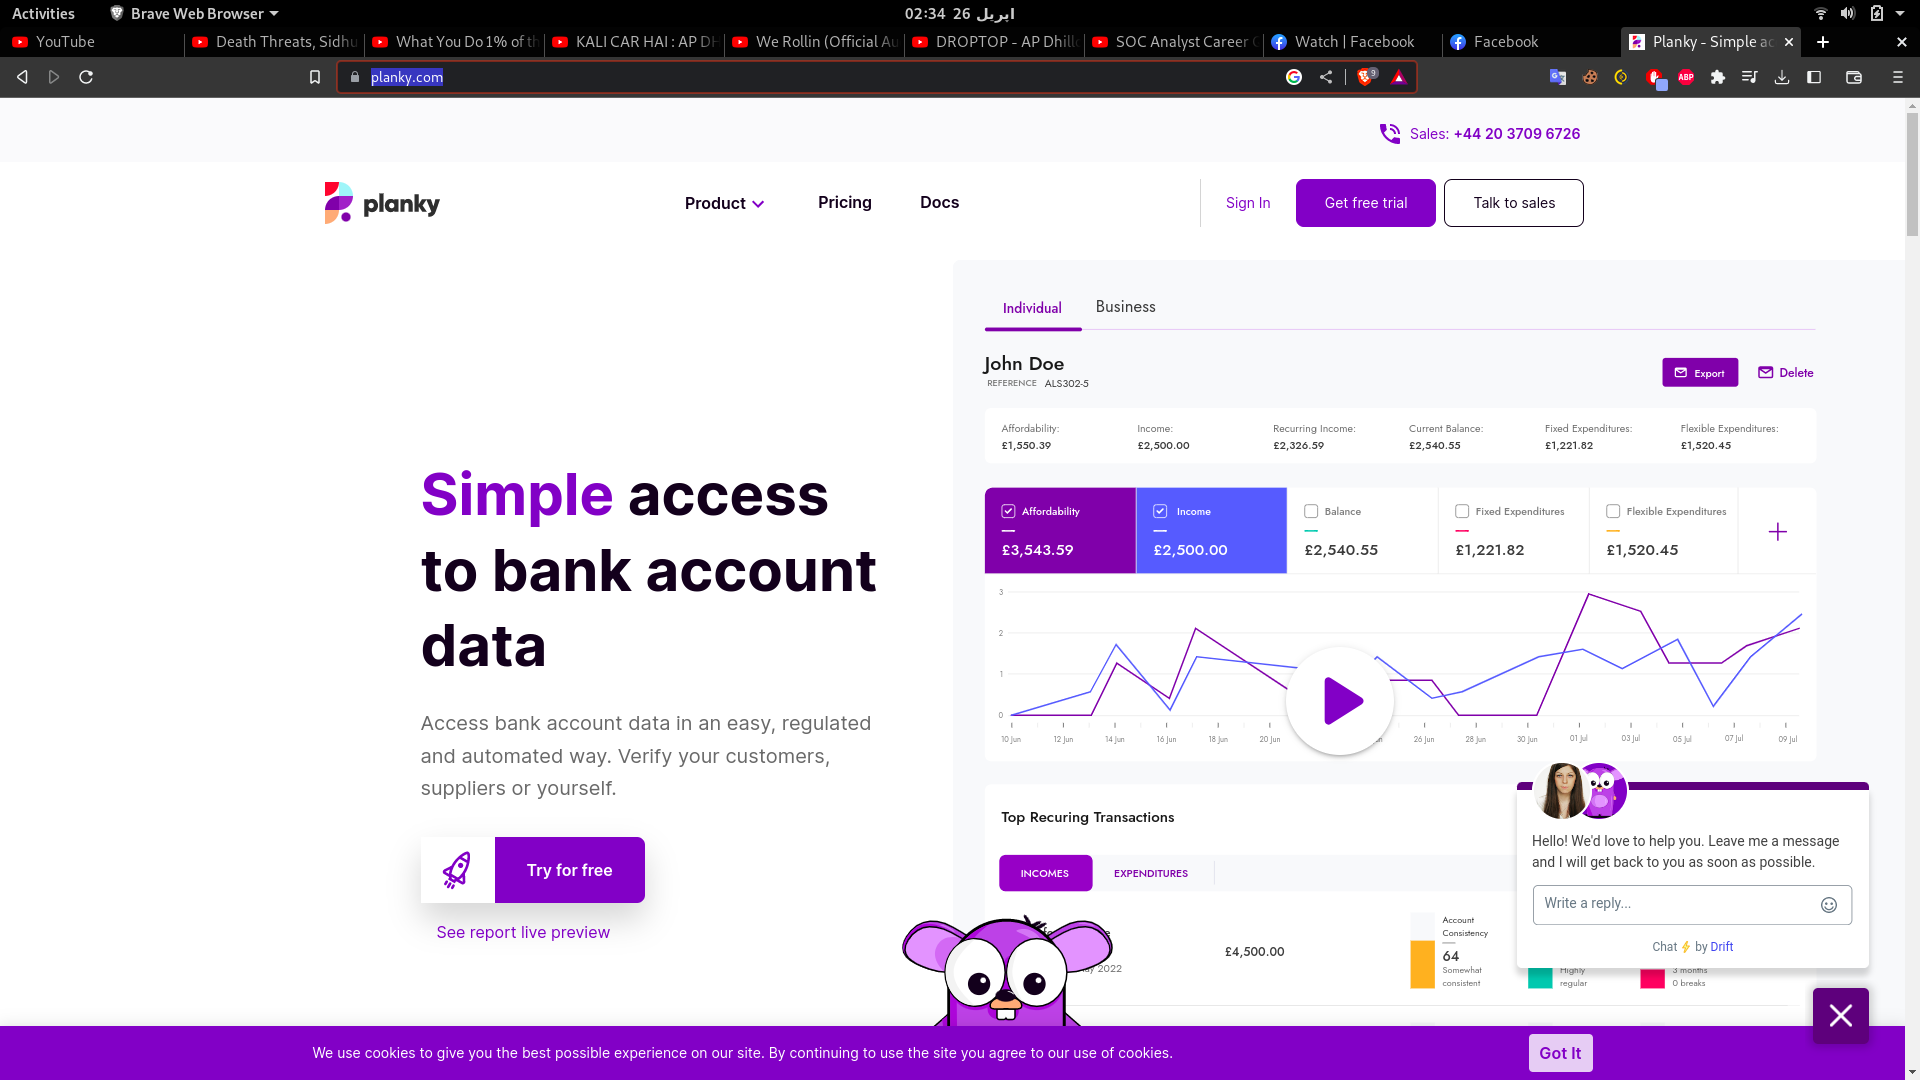 Activities
Brave Web Browser
02:34 26 ابريل
YouTube
Death Threats, Sidhu
What You Do 1% of th
KALI CAR HAI : AP DH
We Rollin (Official Au
DROPTOP - AP Dhillo
SOC Analyst Career
Watch | Facebook
Facebook
Planky - Simple ac
planky.com
9
ABP
Sales: +44 20 3709 6726
planky
Product
Pricing
Docs
Sign In
Get free trial
Talk to sales
Individual
Business
John Doe
REFERENCE ALS302-5
Export
Delete
Affordability: Income: Recurring Income: Current Balance: Fixed Expenditures: Flexible Expenditures:
£1,550.39 £2,500.00 £2,326.59 £2,540.55 £1,221.82 £1,520.45
Affordability Income Balance Fixed Expenditures Flexible Expenditures
£3,543.59 £2,500.00 £2,540.55 £1,221.82 £1,520.45
3
2
1
0
10 Jun 12 Jun 14 Jun 16 Jun 18 Jun 20 Jun 26 Jun 28 Jun 30 Jun 01 Jul 03 Jul 05 Jul 07 Jul 09 Jul
Simple access
to bank account
data
Access bank account data in an easy, regulated
and automated way. Verify your customers,
suppliers or yourself.
Try for free
See report live preview
Top Recuring Transactions
INCOMES
EXPENDITURES
£4,500.00
2022
Account
Consistency
64
Somewhat
consistent
Highly
regular
3 months
0 breaks
Hello! We'd love to help you. Leave me a message
and I will get back to you as soon as possible.
Write a reply...
Chat by Drift
We use cookies to give you the best possible experience on our site. By continuing to use the site you agree to our use of cookies.
Got It